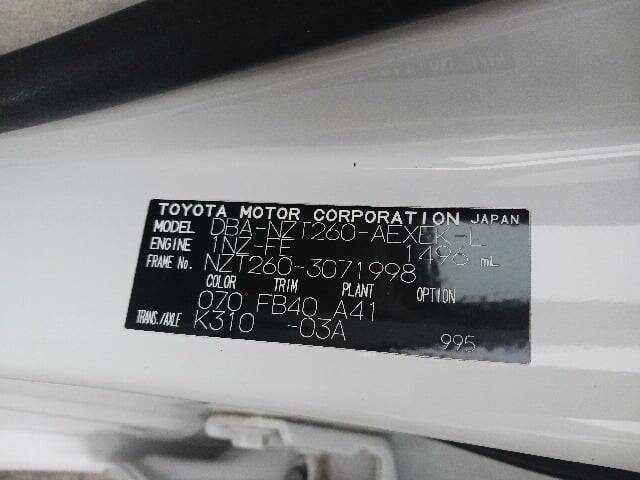 TOYOTA MOTOR CORPORATION JAPAN
MODEL DBA-NZT260-AEXEK-L
ENGINE 1NZ-FE 1496 mL
FRAME No. NZT260-3071998
COLOR TRIM PLANT OPTION
070 FB40 A41
TRANS./AXLE K310 -03A 995